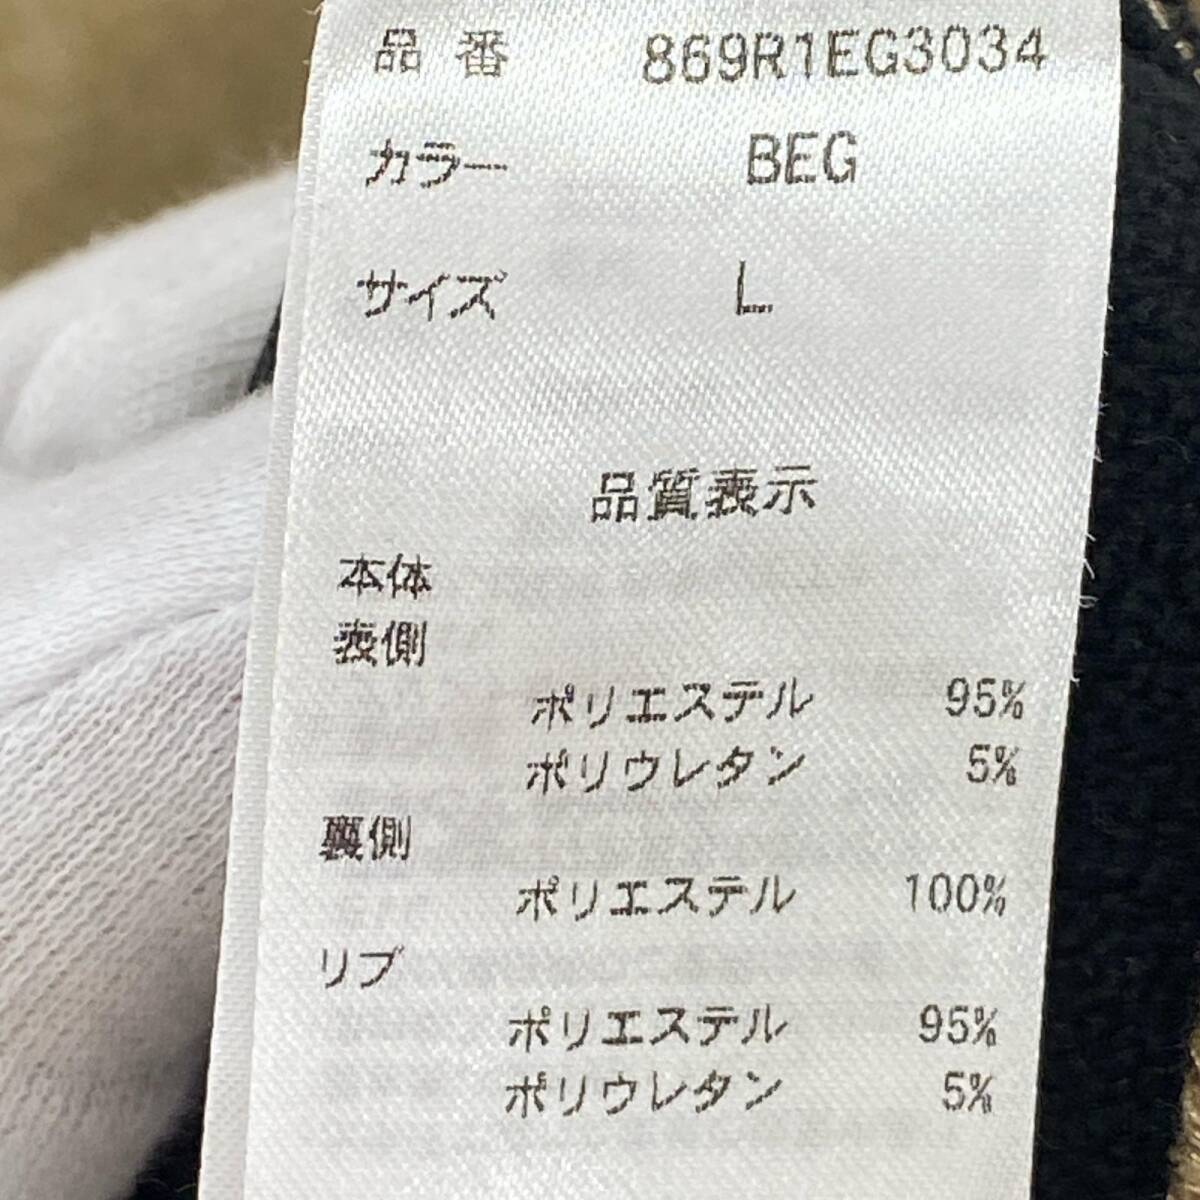 品番 869R1EG3034
カラー BEG
サイズ L
品質表示
本体
表側
ポリエステル 95%
ポリウレタン 5%
裏側
ポリエステル 100%
リブ
ポリエステル 95%
ポリウレタン 5%